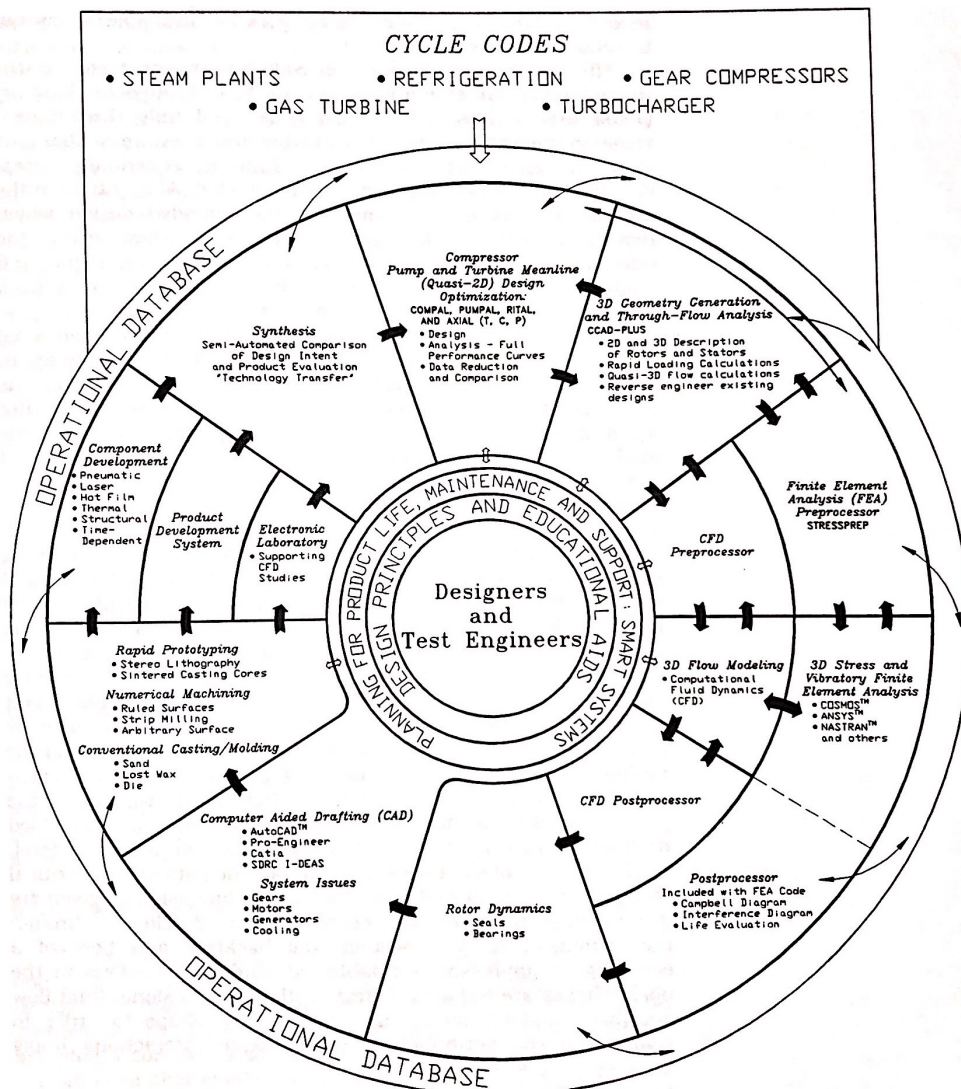 CYCLE CODES
• STEAM PLANTS • REFRIGERATION • GEAR COMPRESSORS
• GAS TURBINE • TURBOCHARGER
OPERATIONAL DATABASE
Compressor
Pump and Turbine Meanline
(Quasi-2D) Design
Optimization:
COMPAL, PUMPAL, RITAL,
AND AXIAL (T, C, P)
• Design
• Analysis - Full
Performance Curves
• Data Reduction
and Comparison
3D Geometry Generation
and Through-Flow Analysis
CCAD-PLUS
• 2D and 3D Description
of Rotors and Stators
• Rapid Loading Calculations
• Quasi-3D Flow calculations
• Reverse engineer existing
designs
Finite Element
Analysis (FEA)
Preprocessor
STRESSPREP
CFD
Preprocessor
3D Flow Modeling
• Computational
Fluid Dynamics
(CFD)
3D Stress and
Vibratory Finite
Element Analysis
• COSMOS™
• ANSYS™
• NASTRAN™
and others
CFD Postprocessor
Postprocessor
Included with FEA Code
• Campbell Diagram
• Interference Diagram
• Life Evaluation
Rotor Dynamics
• Seals
• Bearings
Computer Aided Drafting (CAD)
• AutoCAD™
• Pro-Engineer
• Catia
• SDRC I-DEAS
System Issues
• Gears
• Motors
• Generators
• Cooling
Rapid Prototyping
• Stereo Lithography
• Sintered Casting Cores
Numerical Machining
• Ruled Surfaces
• Strip Milling
• Arbitrary Surface
Conventional Casting/Molding
• Sand
• Lost Wax
• Die
Component
Development
• Pneumatic
• Laser
• Hot Film
• Thermal
• Structural
• Time-
Dependent
Product
Development
System
Electronic
Laboratory
• Supporting
CFD
Studies
Synthesis
Semi-Automated Comparison
of Design Intent
and Product Evaluation
"Technology Transfer"
PLANNING FOR PRODUCT LIFE, MAINTENANCE AND SUPPORT: SMART SYSTEMS
DESIGN PRINCIPLES AND EDUCATIONAL AIDS
Designers
and
Test Engineers
OPERATIONAL DATABASE